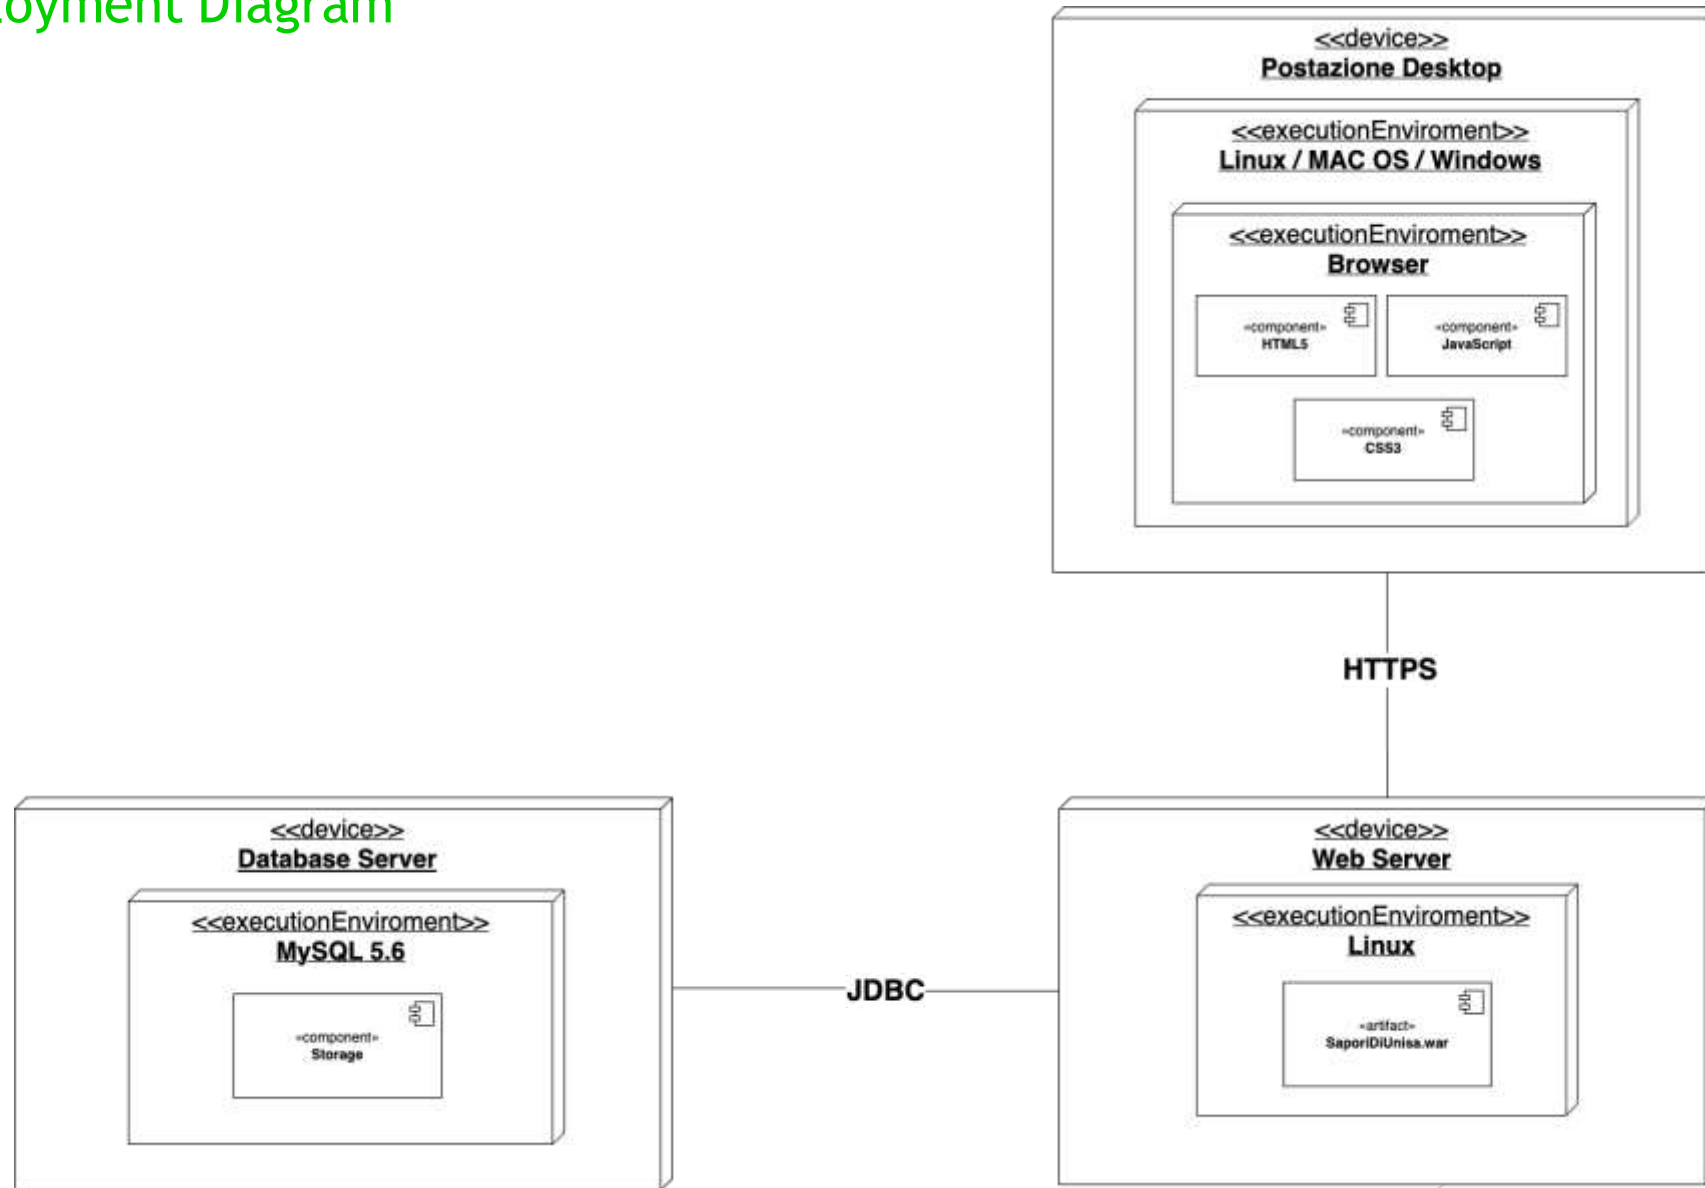 oyment Diagram
<<device>>
Postazione Desktop
<<executionEnviroment>>
Linux / MAC OS / Windows
<<executionEnviroment>>
Browser
«component»
HTML5
«component»
JavaScript
«component»
CSS3
HTTPS
<<device>>
Database Server
<<executionEnviroment>>
MySQL 5.6
«component»
Storage
JDBC
<<device>>
Web Server
<<executionEnviroment>>
Linux
«artifact»
SaporiDiUnisa.war